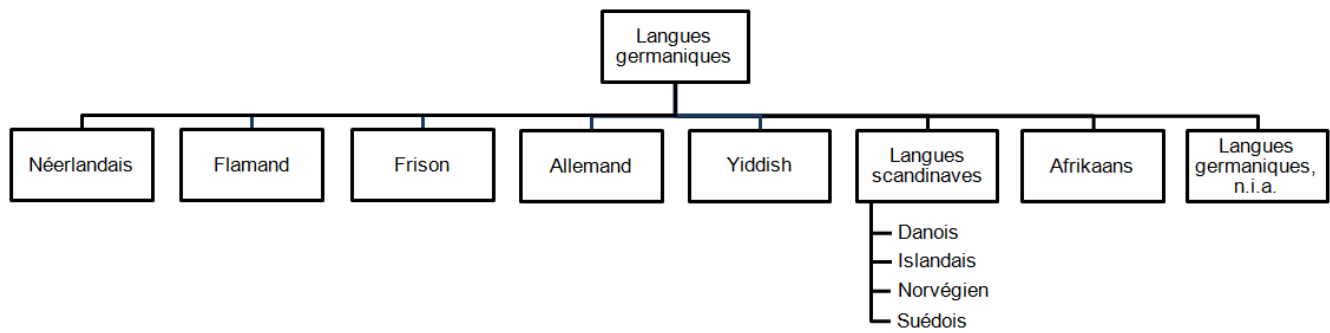 Langues
germaniques
Néerlandais
Flamand
Frison
Allemand
Yiddish
Langues
scandinaves
Afrikaans
Langues
germaniques,
n.i.a.
Danois
Islandais
Norvégien
Suédois